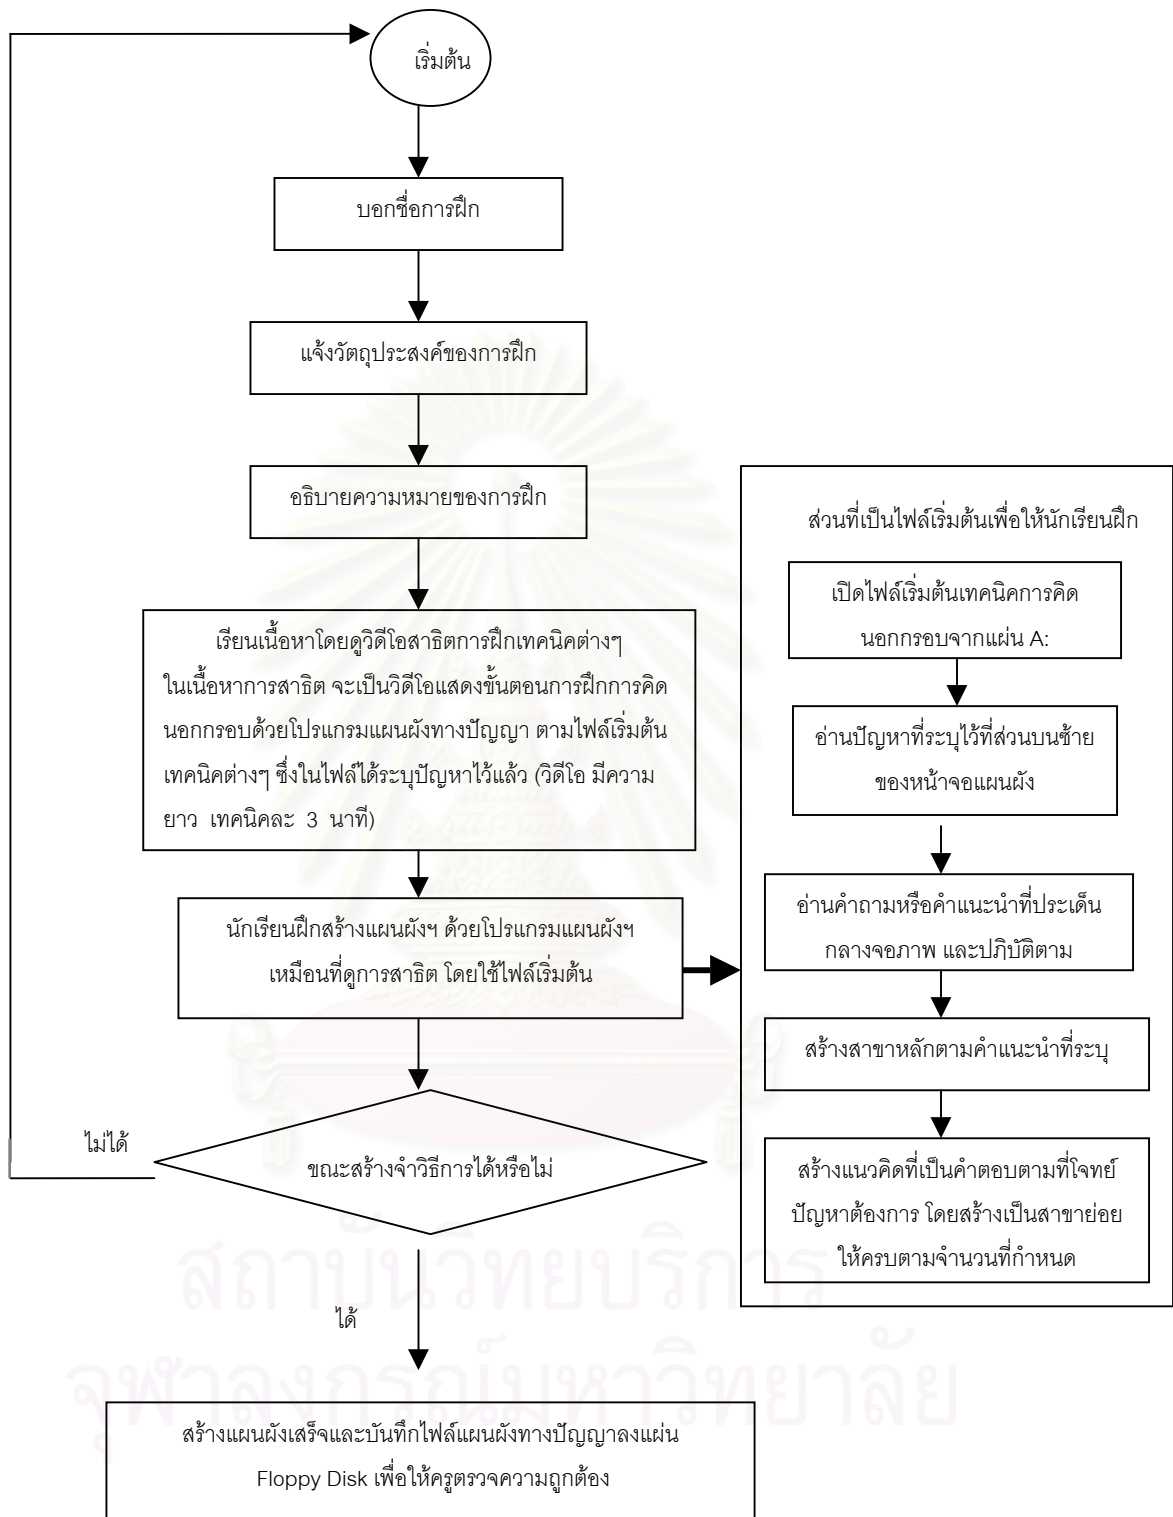 เริ่มต้น
บอกชื่อการฝึก
แจ้งวัตถุประสงค์ของการฝึก
อธิบายความหมายของการฝึก
เรียนเนื้อหาโดยดูวิดีโอสาธิตการฝึกเทคนิคต่างๆ
ในเนื้อหาการสาธิต จะเป็นวิดีโอแสดงขั้นตอนการฝึกการคิด
นอกกรอบด้วยโปรแกรมแผนผังทางปัญญา ตามไฟล์เริ่มต้น
เทคนิคต่างๆ ซึ่งในไฟล์ได้ระบุปัญหาไว้แล้ว (วิดีโอ มีความ
ยาว เทคนิคละ 3 นาที)
นักเรียนฝึกสร้างแผนผังฯ ด้วยโปรแกรมแผนผังฯ
เหมือนที่ดูการสาธิต โดยใช้ไฟล์เริ่มต้น
ส่วนที่เป็นไฟล์เริ่มต้นเพื่อให้นักเรียนฝึก
เปิดไฟล์เริ่มต้นเทคนิคการคิด
นอกกรอบจากแผ่น A:
อ่านปัญหาที่ระบุไว้ที่ส่วนบนซ้าย
ของหน้าจอแผนผัง
อ่านคำถามหรือคำแนะนำที่ประเด็น
กลางจอภาพ และปฏิบัติตาม
สร้างสาขาหลักตามคำแนะนำที่ระบุ
สร้างแนวคิดที่เป็นคำตอบตามที่โจทย์
ปัญหาต้องการ โดยสร้างเป็นสาขาย่อย
ให้ครบตามจำนวนที่กำหนด
ไม่ได้
ขณะสร้างจำวิธีการได้หรือไม่
ได้
สร้างแผนผังเสร็จและบันทึกไฟล์แผนผังทางปัญญาลงแผ่น
Floppy Disk เพื่อให้ครูตรวจความถูกต้อง
สถาบันวิทยบริการ
จุฬาลงกรณ์มหาวิทยาลัย